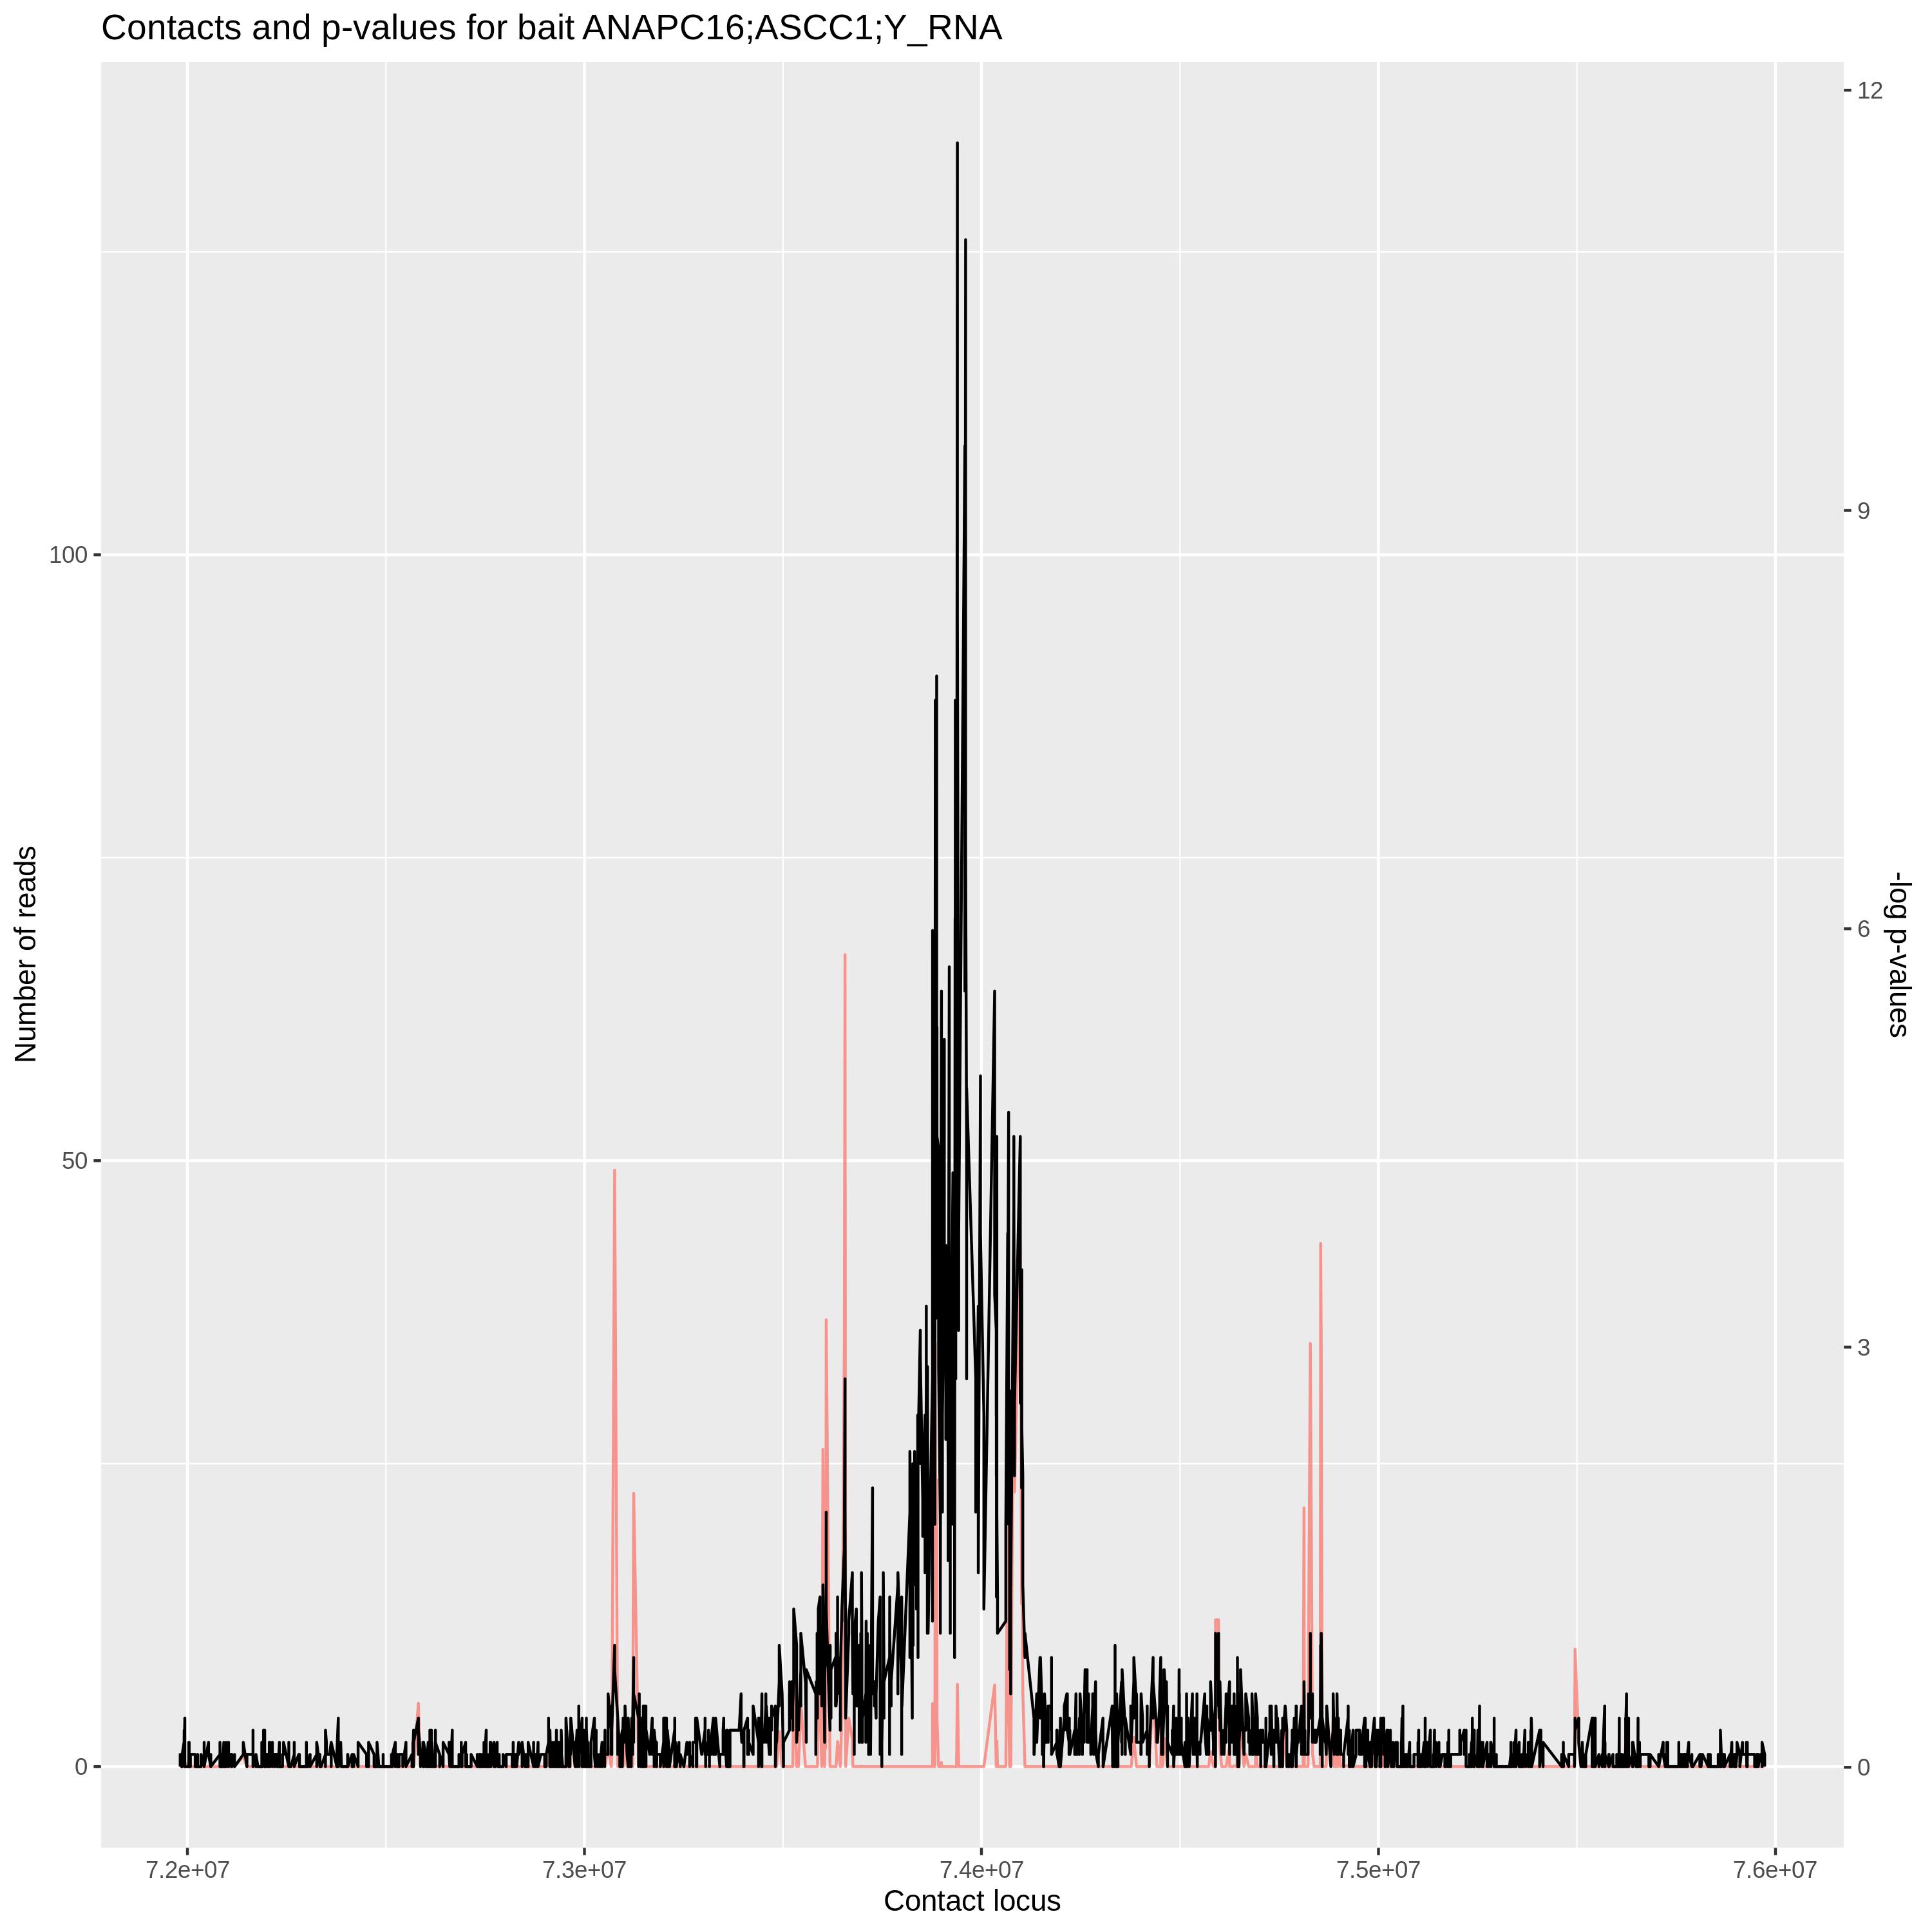 Contacts and p-values for bait ANAPC16;ASCC1;Y_RNA
12
9
100
6
Number of reads
-log p-values
50
3
0
0
7.2e+07 7.3e+07 7.4e+07 7.5e+07 7.6e+07
Contact locus